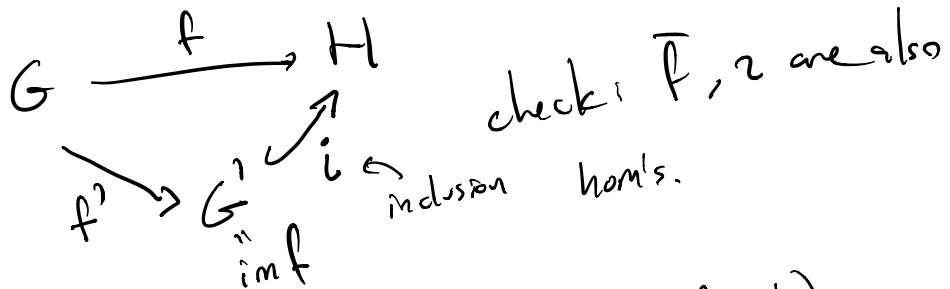 f
G H
check: f̅, i are also
f' G' i inclusion hom's.
"
im f